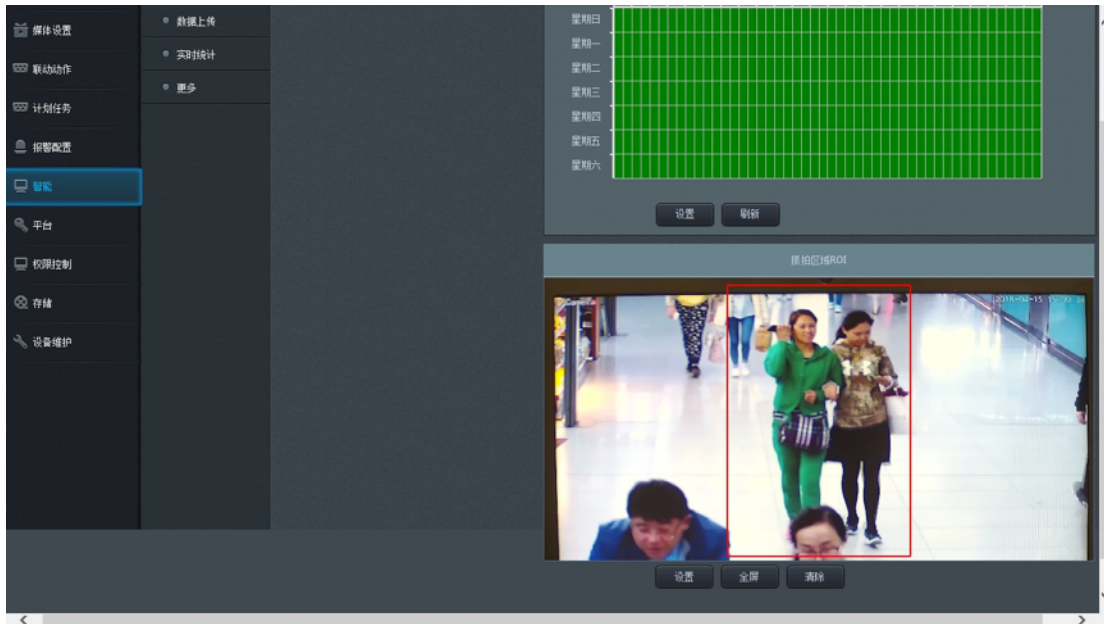 媒体设置
联动动作
计划任务
报警配置
智能
平台
权限控制
存储
设备维护
数据上传
实时统计
更多
星期日
星期一
星期二
星期三
星期四
星期五
星期六
设置 刷新
抓拍区域ROI
Camera
设置 全屏 清除